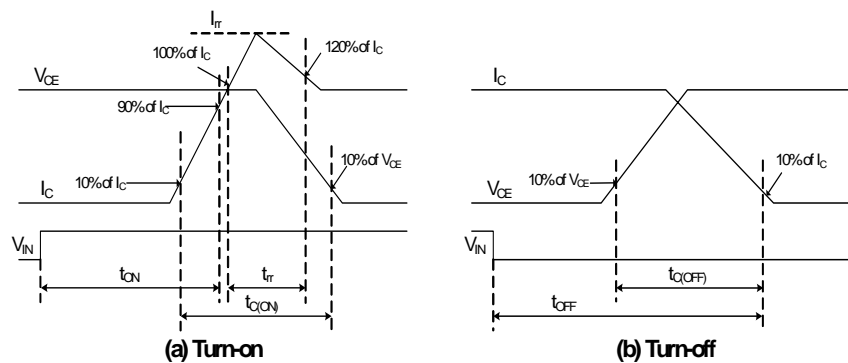 Irr
100% of IC
120% of IC
VCE
90% of IC
10% of IC
10% of VCE
IC
VIN
tON
trr
tC(ON)
(a) Turn-on
IC
10% of VCE
10% of IC
VCE
VIN
tC(OFF)
tOFF
(b) Turn-off